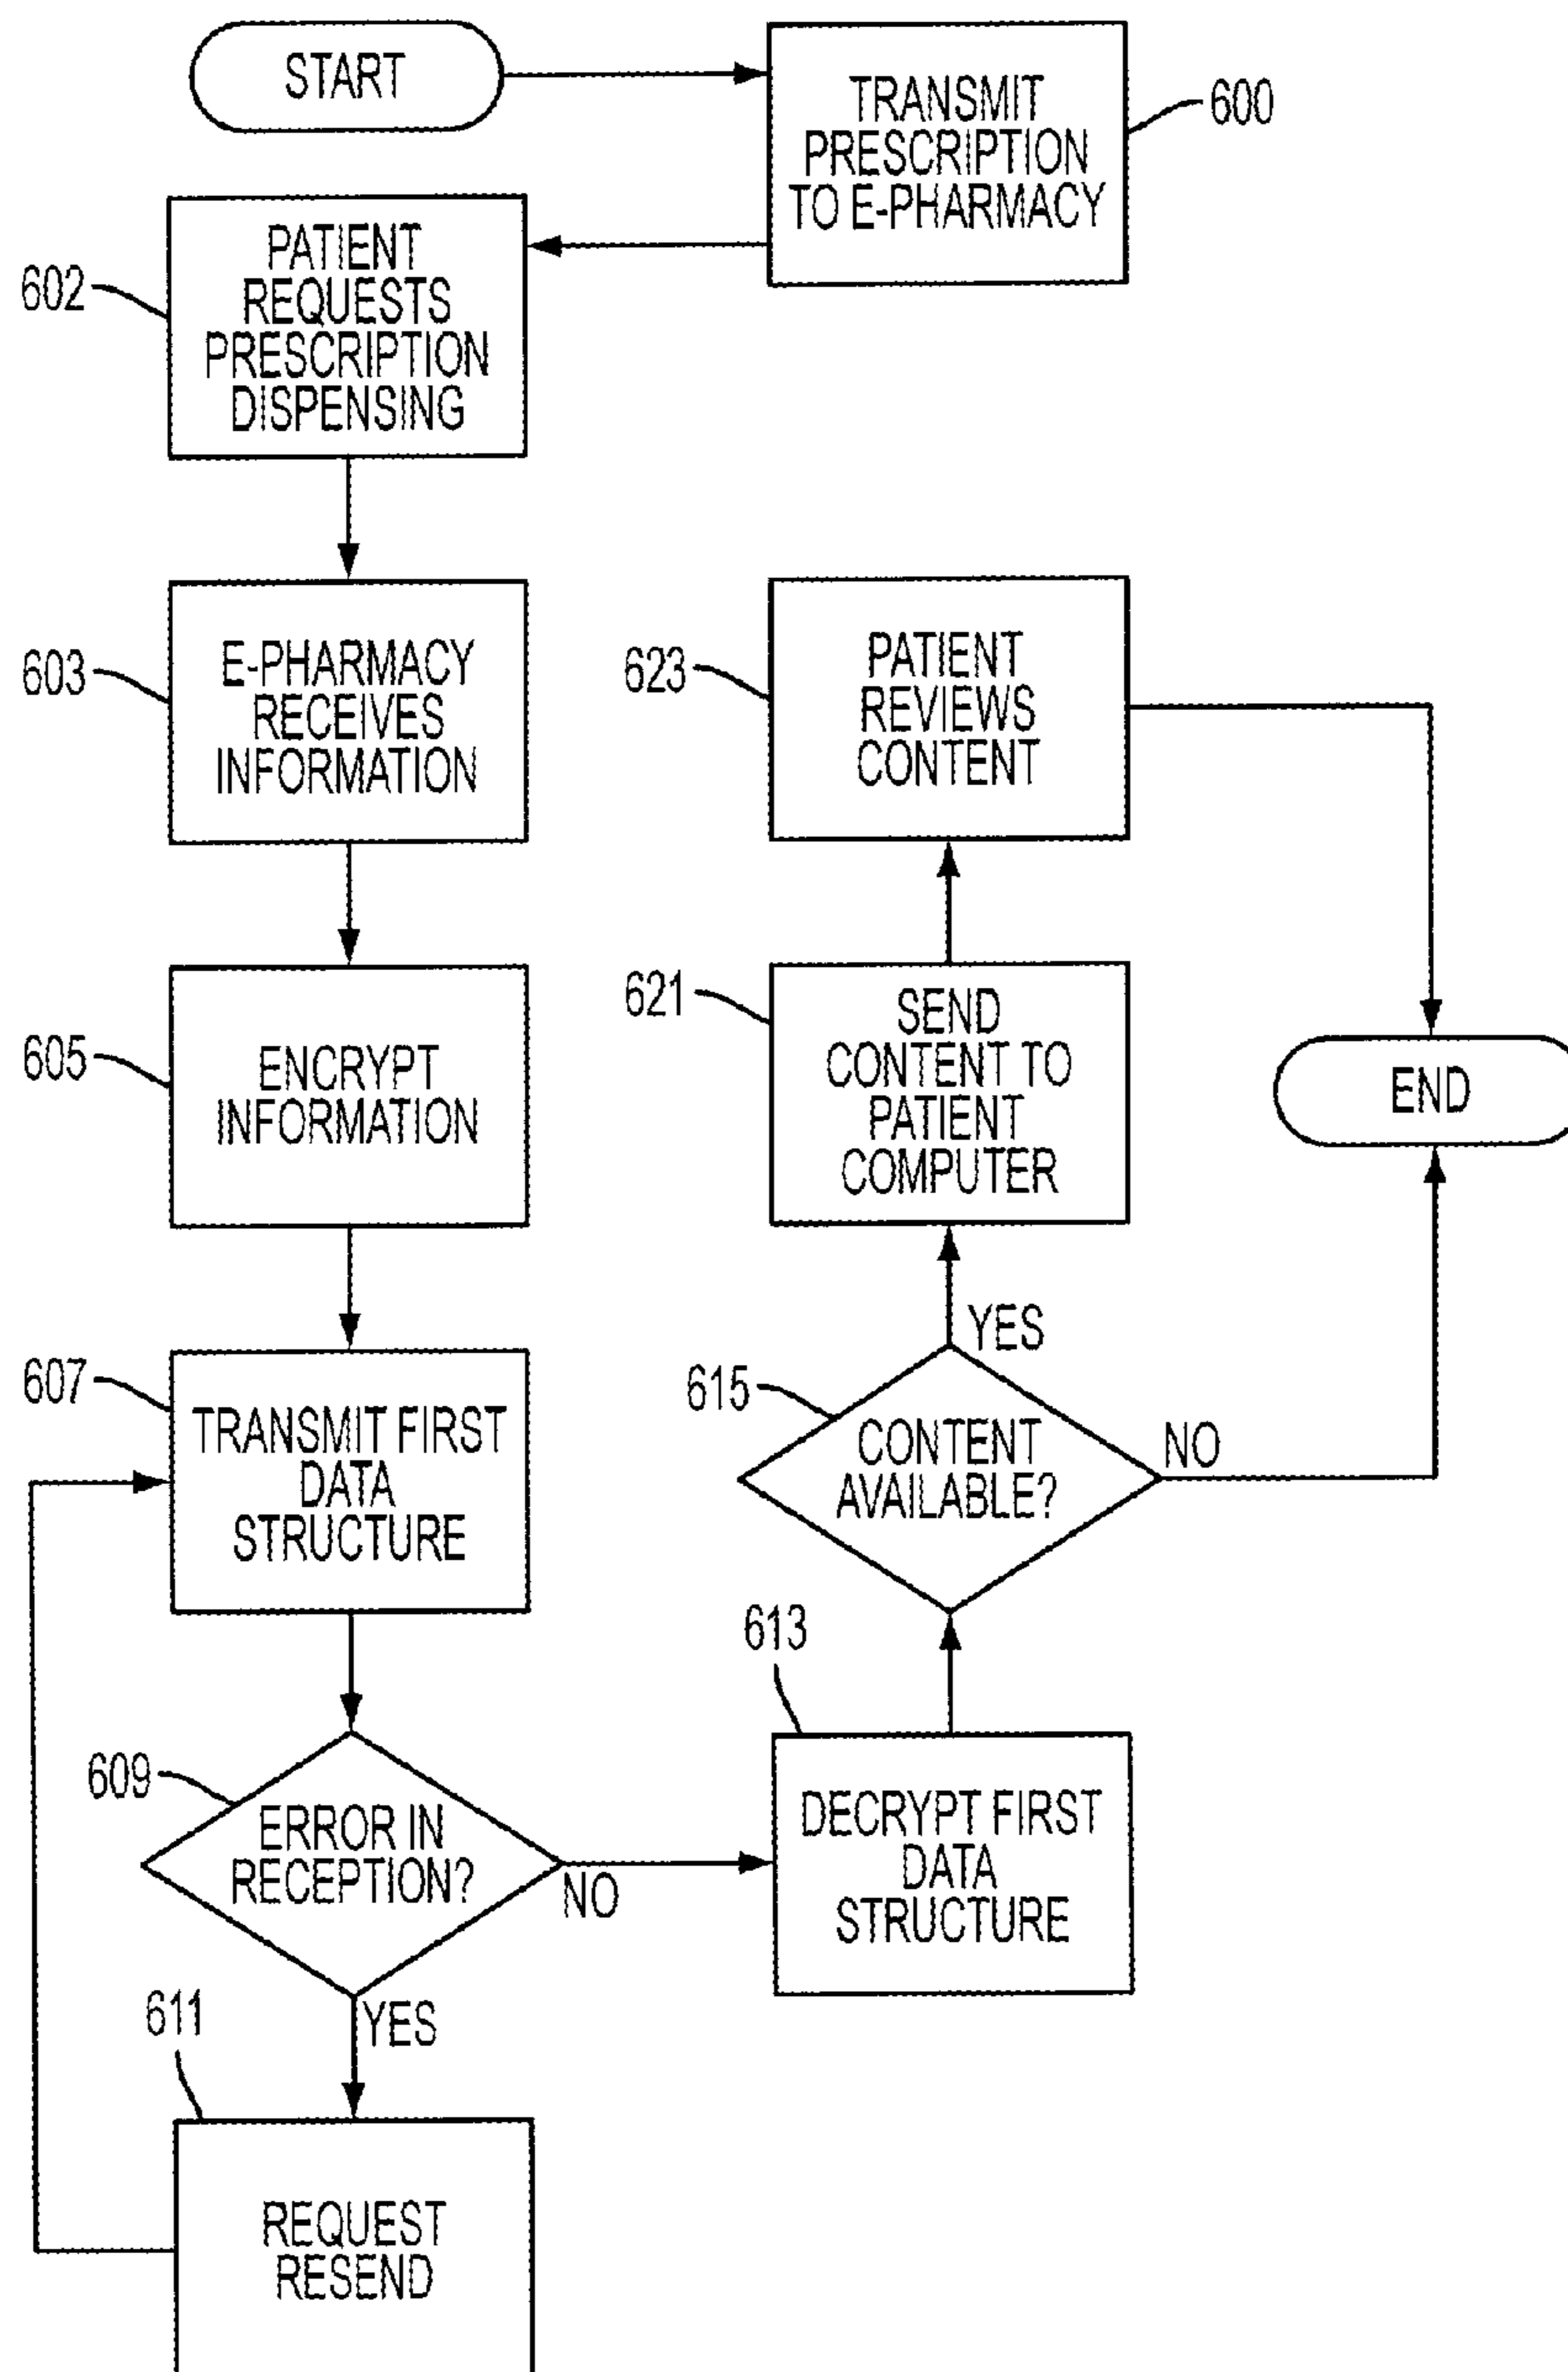 START
TRANSMIT
PRESCRIPTION
TO E-PHARMACY
600
602
PATIENT
REQUESTS
PRESCRIPTION
DISPENSING
603
E-PHARMACY
RECEIVES
INFORMATION
605
ENCRYPT
INFORMATION
607
TRANSMIT FIRST
DATA
STRUCTURE
609
ERROR IN
RECEPTION?
NO
YES
611
REQUEST
RESEND
613
DECRYPT FIRST
DATA
STRUCTURE
615
CONTENT
AVAILABLE?
YES
NO
621
SEND
CONTENT TO
PATIENT
COMPUTER
623
PATIENT
REVIEWS
CONTENT
END